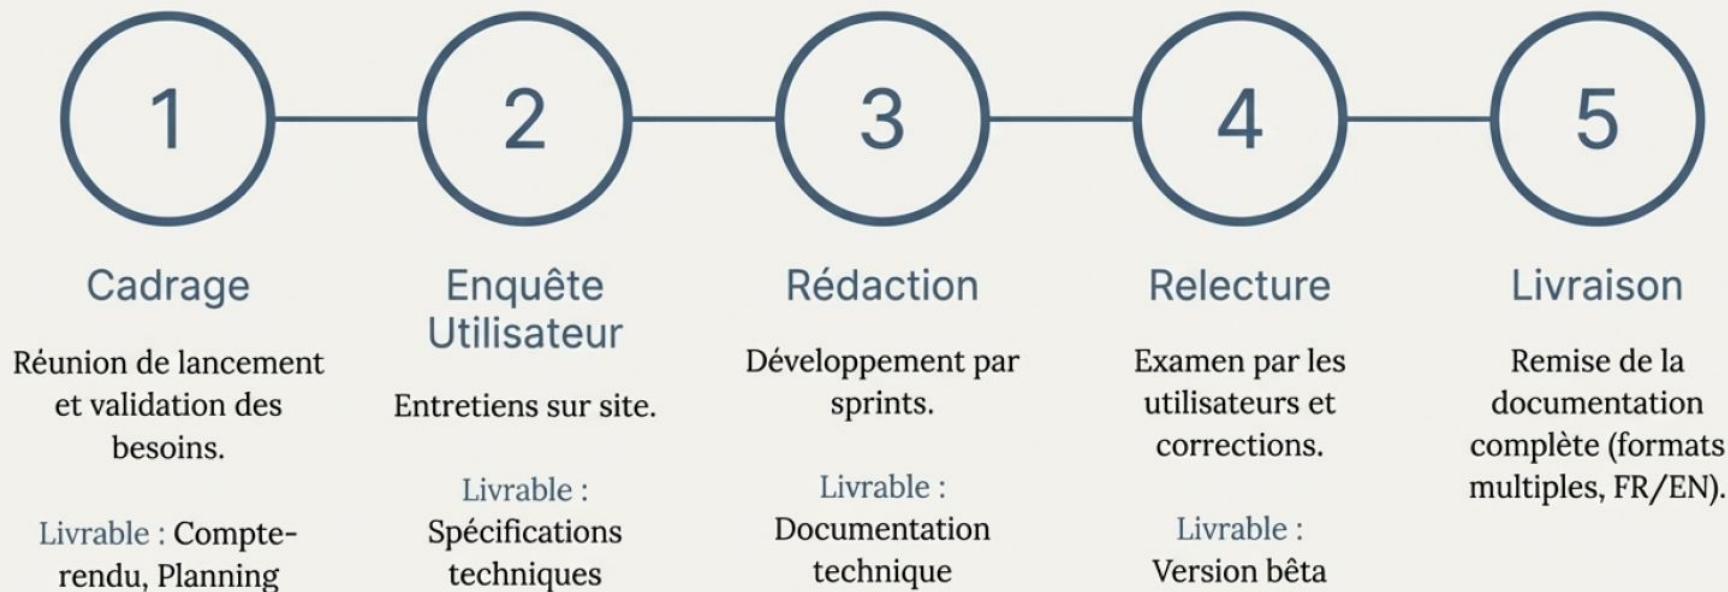 1
Cadrage
Réunion de lancement
et validation des
besoins.
Livrable : Compte-
rendu, Planning
2
Enquête
Utilisateur
Entretiens sur site.
Livrable :
Spécifications
techniques
3
Rédaction
Développement par
sprints.
Livrable :
Documentation
technique
4
Relecture
Examen par les
utilisateurs et
corrections.
Livrable :
Version bêta
5
Livraison
Remise de la
documentation
complète (formats
multiples, FR/EN).